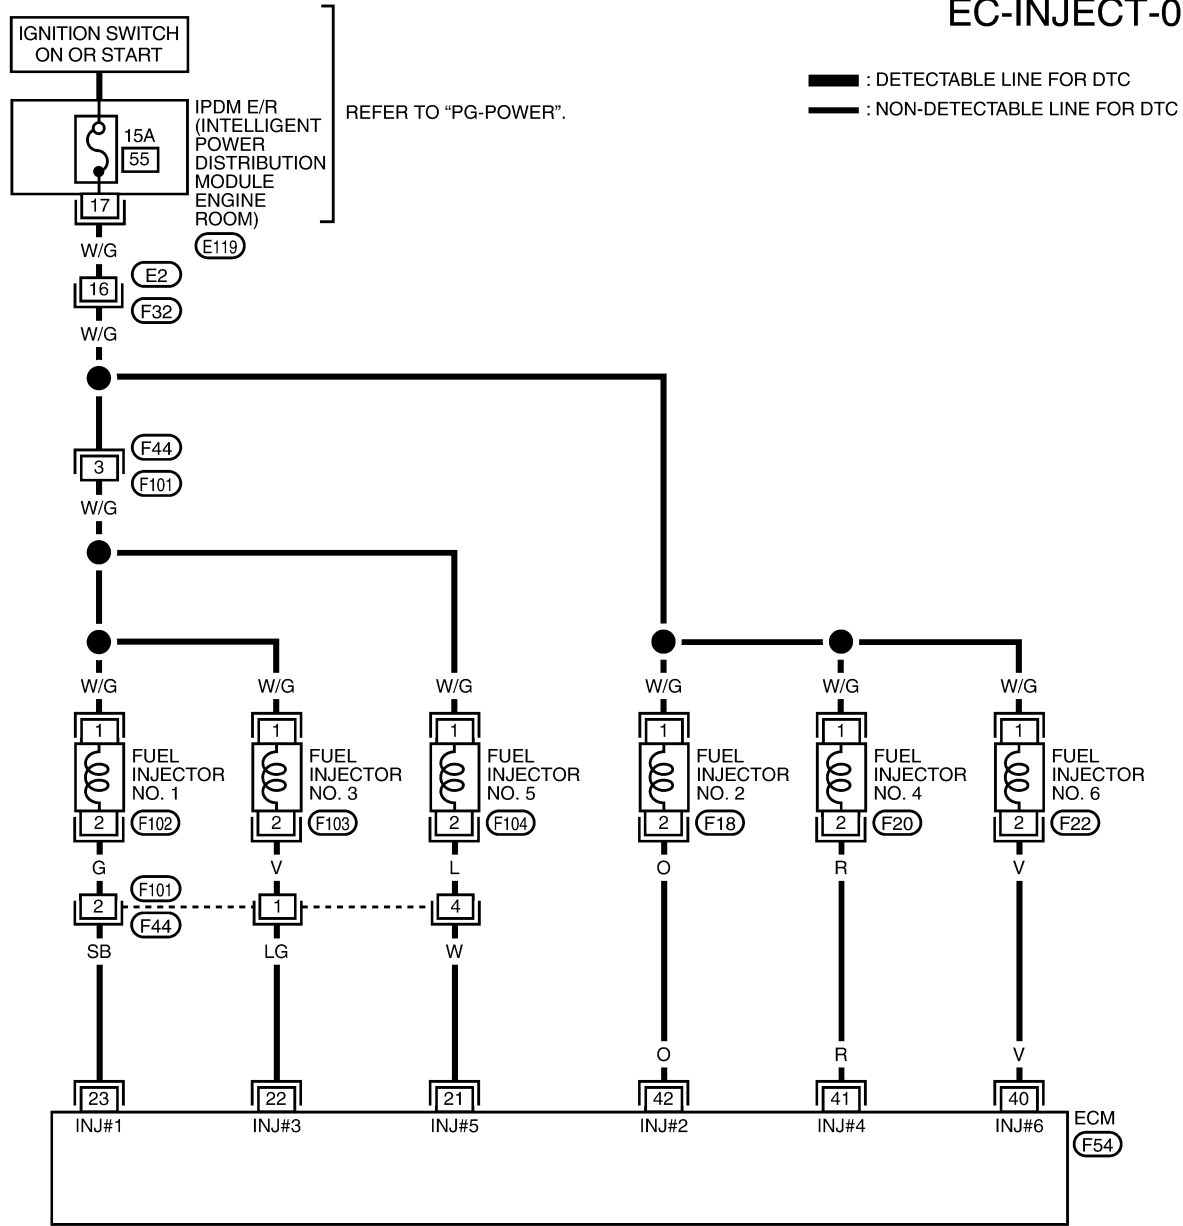 EC-INJECT-0
IGNITION SWITCH
ON OR START
: DETECTABLE LINE FOR DTC
: NON-DETECTABLE LINE FOR DTC
IPDM E/R
(INTELLIGENT
POWER
DISTRIBUTION
MODULE
ENGINE
ROOM)
E119
REFER TO “PG-POWER”.
15A
55
17
W/G
16
E2
F32
W/G
3
F44
F101
W/G
W/G W/G W/G W/G W/G W/G
1 1 1 1 1 1
FUEL
INJECTOR
NO. 1
F102
FUEL
INJECTOR
NO. 3
F103
FUEL
INJECTOR
NO. 5
F104
FUEL
INJECTOR
NO. 2
F18
FUEL
INJECTOR
NO. 4
F20
FUEL
INJECTOR
NO. 6
F22
2 2 2 2 2 2
G V L O R V
F101
2 1 4
F44
SB LG W
O R V
23 22 21 42 41 40
INJ#1 INJ#3 INJ#5 INJ#2 INJ#4 INJ#6
ECM
F54